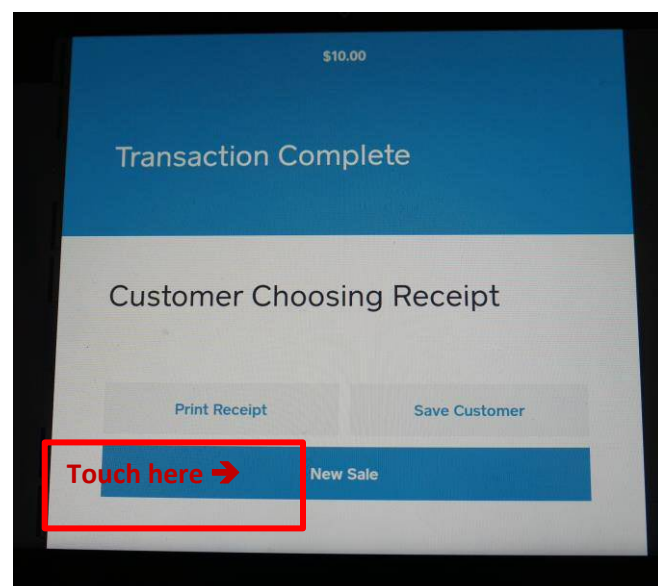 $10.00
Transaction Complete
Customer Choosing Receipt
Print Receipt Save Customer
Touch here ➔ New Sale